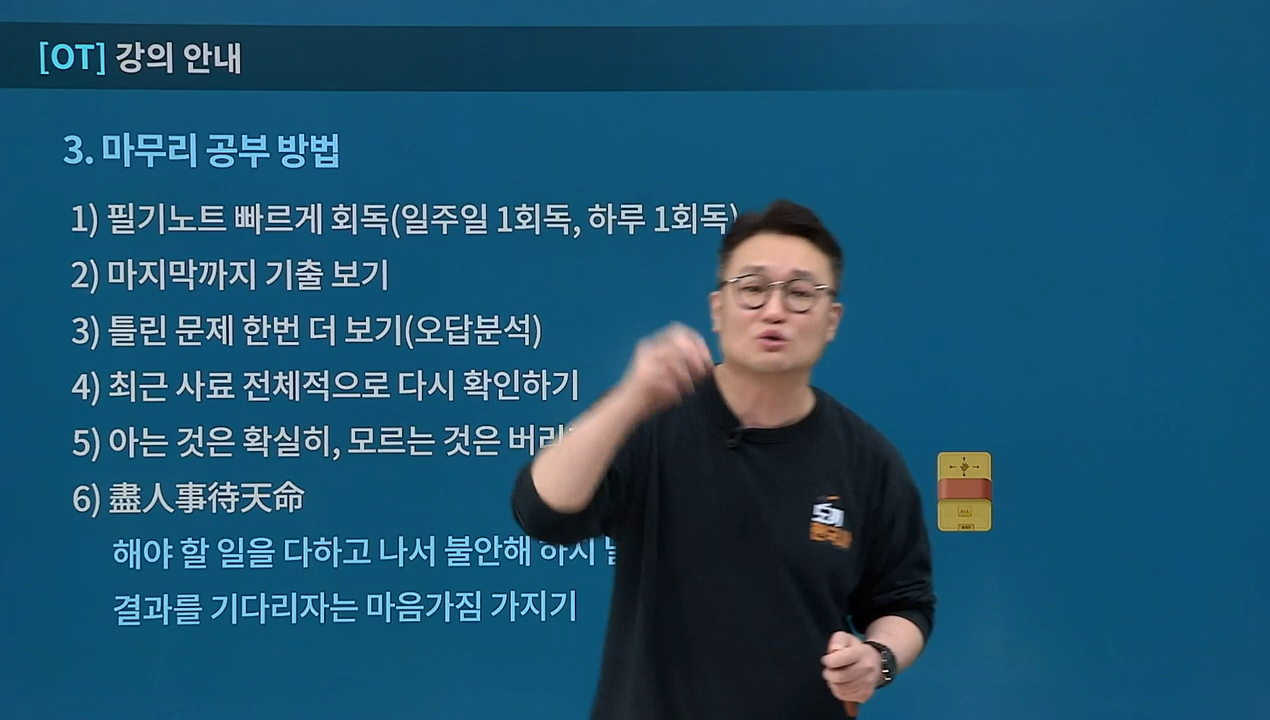 [OT] 강의 안내
3. 마무리 공부 방법
1) 필기노트 빠르게 회독(일주일 1회독, 하루 1회독)
2) 마지막까지 기출 보기
3) 틀린 문제 한번 더 보기(오답분석)
4) 최근 사료 전체적으로 다시 확인하기
5) 아는 것은 확실히, 모르는 것은
6) 盡人事待天命
해야 할 일을 다하고 나서 불안해 하지
결과를 기다리자는 마음가짐 가지기